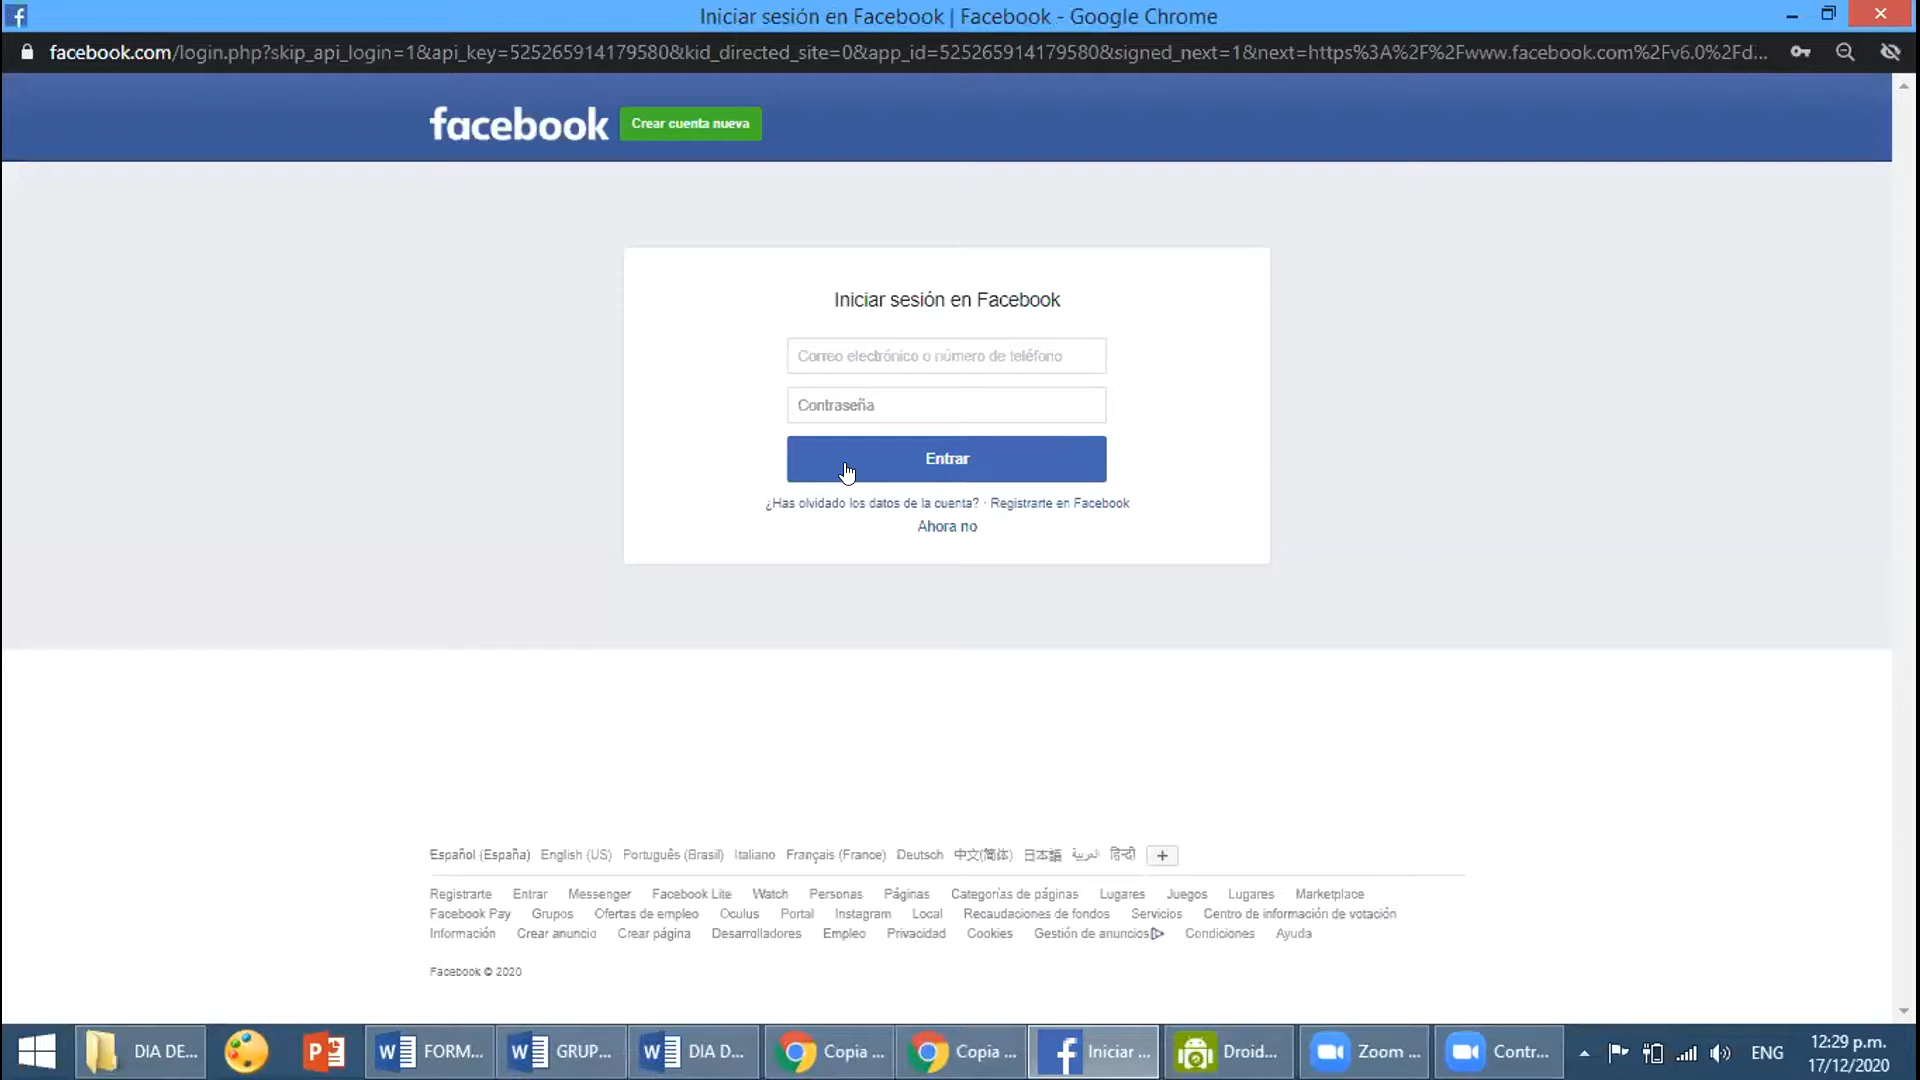 Iniciar sesión en Facebook | Facebook - Google Chrome
facebook.com/login.php?skip_api_login=1&api_key=525265914179580&kid_directed_site=0&app_id=525265914179580&signed_next=1&next=https%3A%2F%2Fwww.facebook.com%2Fv6.0%2Fd...
facebook Crear cuenta nueva
Iniciar sesión en Facebook
Correo electrónico o número de teléfono
Contraseña
Entrar
¿Has olvidado los datos de la cuenta? · Registrarte en Facebook
Ahora no
Español (España) English (US) Português (Brasil) Italiano Français (France) Deutsch 中文(简体) 日本語 العربية हिन्दी +
Registrarte Entrar Messenger Facebook Lite Watch Personas Páginas Categorías de páginas Lugares Juegos Lugares Marketplace
Facebook Pay Grupos Ofertas de empleo Oculus Portal Instagram Local Recaudaciones de fondos Servicios Centro de información de votación
Información Crear anuncio Crear página Desarrolladores Empleo Privacidad Cookies Gestión de anuncios Condiciones Ayuda
Facebook © 2020
DIA DE... FORM... GRUP... DIA D... Copia ... Copia ... Iniciar ... Droid... Zoom ... Contr... ENG 12:29 p.m.
17/12/2020